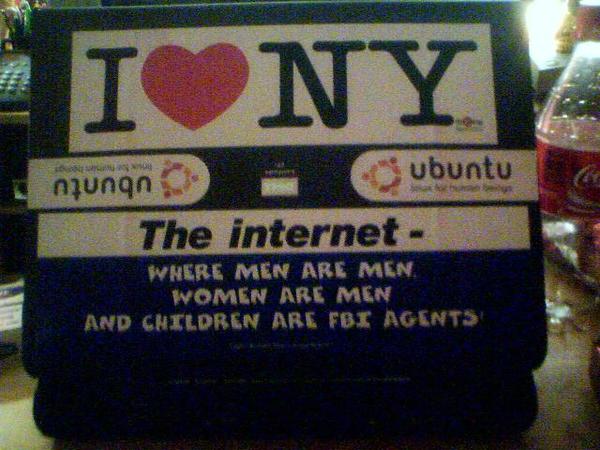 I ♥ NY
ubuntu
linux for human beings
ubuntu
linux for human beings
The internet -
WHERE MEN ARE MEN,
WOMEN ARE MEN
AND CHILDREN ARE FBI AGENTS!